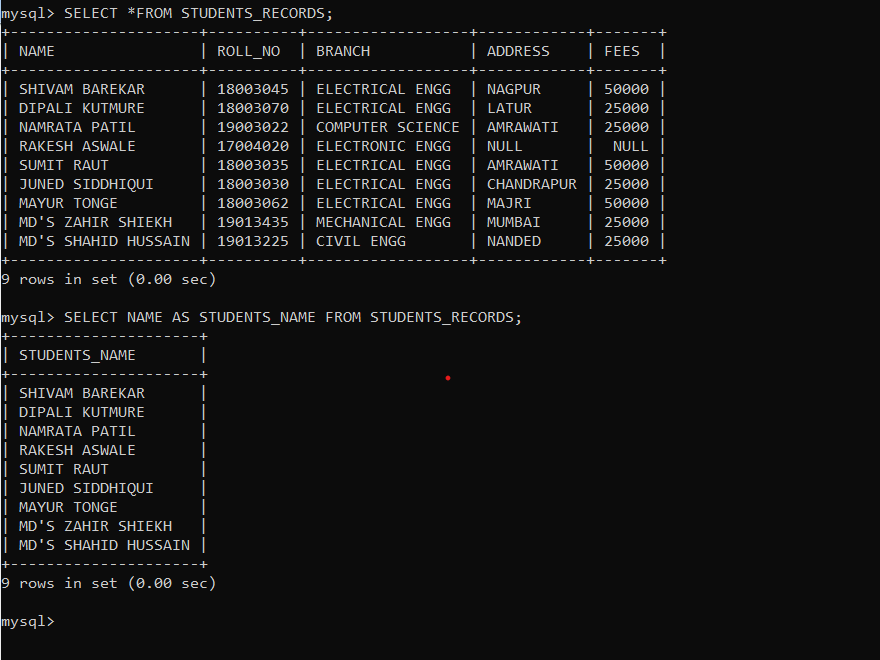 mysql> SELECT *FROM STUDENTS_RECORDS;
+---------------------+----------+------------------+------------+-------+
| NAME                | ROLL_NO  | BRANCH           | ADDRESS    | FEES  |
+---------------------+----------+------------------+------------+-------+
| SHIVAM BAREKAR      | 18003045 | ELECTRICAL ENGG  | NAGPUR     | 50000 |
| DIPALI KUTMURE      | 18003070 | ELECTRICAL ENGG  | LATUR      | 25000 |
| NAMRATA PATIL       | 19003022 | COMPUTER SCIENCE | AMRAWATI   | 25000 |
| RAKESH ASWALE       | 17004020 | ELECTRONIC ENGG  | NULL       |  NULL |
| SUMIT RAUT          | 18003035 | ELECTRICAL ENGG  | AMRAWATI   | 50000 |
| JUNED SIDDHIQUI     | 18003030 | ELECTRICAL ENGG  | CHANDRAPUR | 25000 |
| MAYUR TONGE         | 18003062 | ELECTRICAL ENGG  | MAJRI      | 50000 |
| MD'S ZAHIR SHIEKH   | 19013435 | MECHANICAL ENGG  | MUMBAI     | 25000 |
| MD'S SHAHID HUSSAIN | 19013225 | CIVIL ENGG       | NANDED     | 25000 |
+---------------------+----------+------------------+------------+-------+
9 rows in set (0.00 sec)
mysql> SELECT NAME AS STUDENTS_NAME FROM STUDENTS_RECORDS;
+---------------------+
| STUDENTS_NAME       |
+---------------------+
| SHIVAM BAREKAR      |
| DIPALI KUTMURE      |
| NAMRATA PATIL       |
| RAKESH ASWALE       |
| SUMIT RAUT          |
| JUNED SIDDHIQUI     |
| MAYUR TONGE         |
| MD'S ZAHIR SHIEKH   |
| MD'S SHAHID HUSSAIN |
+---------------------+
9 rows in set (0.00 sec)
mysql>